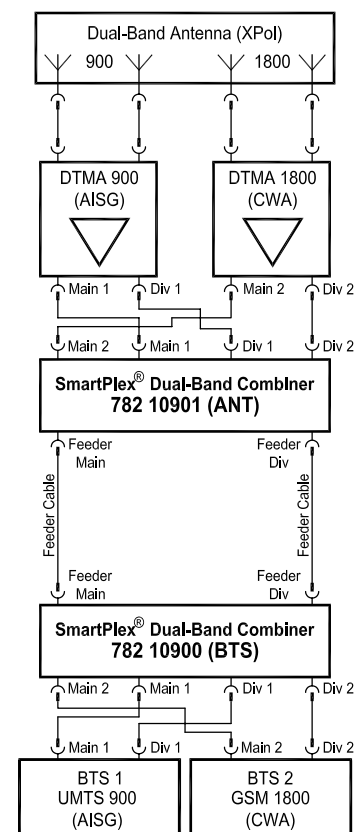 Dual-Band Antenna (XPol)
900 1800
DTMA 900
(AISG)
DTMA 1800
(CWA)
Main 1 Div 1 Main 2 Div 2
Main 2 Main 1 Div 1 Div 2
SmartPlex® Dual-Band Combiner
782 10901 (ANT)
Feeder
Main
Feeder
Div
Feeder Cable
Feeder Cable
Feeder
Main
Feeder
Div
SmartPlex® Dual-Band Combiner
782 10900 (BTS)
Main 2 Main 1 Div 1 Div 2
Main 1 Div 1 Main 2 Div 2
BTS 1
UMTS 900
(AISG)
BTS 2
GSM 1800
(CWA)